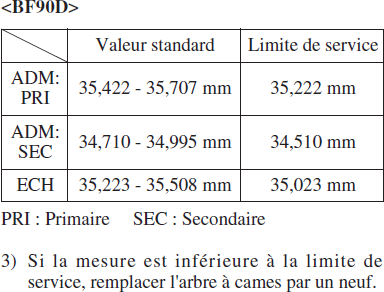 <BF90D>
Valeur standard Limite de service
ADM: PRI 35,422 - 35,707 mm 35,222 mm
ADM: SEC 34,710 - 34,995 mm 34,510 mm
ECH 35,223 - 35,508 mm 35,023 mm
PRI : Primaire SEC : Secondaire
3) Si la mesure est inférieure à la limite de
service, remplacer l'arbre à cames par un neuf.